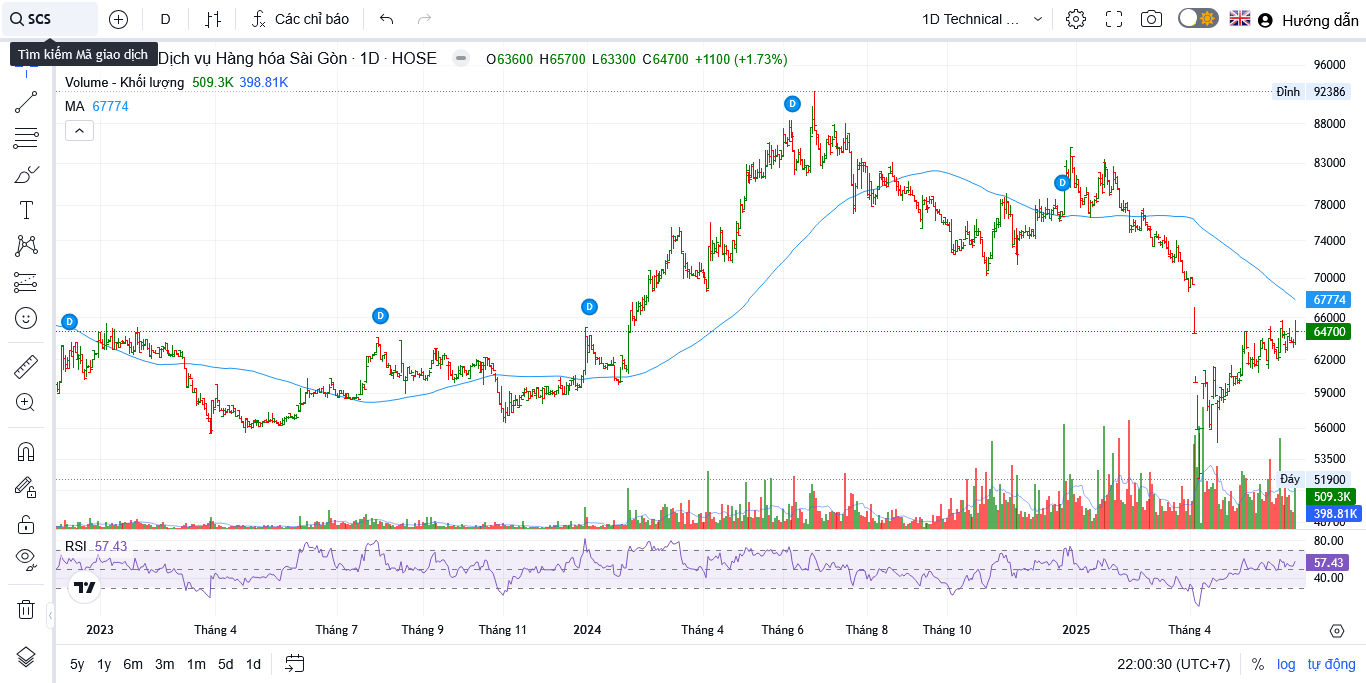 SCS
D
Các chỉ báo
1D Technical ...
Hướng dẫn
Tìm kiếm Mã giao dịch
Dịch vụ Hàng hóa Sài Gòn · 1D · HOSE
O63600 H65700 L63300 C64700 +1100 (+1.73%)
Volume - Khối lượng 509.3K 398.81K
MA 67774
96000
Đỉnh 92386
88000
83000
78000
74000
70000
67774
66000
64700
62000
59000
56000
53500
Đáy 51900
509.3K
398.81K
D
D
D
D
D
RSI 57.43
80.00
57.43
40.00
2023
Tháng 4
Tháng 7
Tháng 9
Tháng 11
2024
Tháng 4
Tháng 6
Tháng 8
Tháng 10
2025
Tháng 4
5y 1y 6m 3m 1m 5d 1d
22:00:30 (UTC+7)
% log tự động